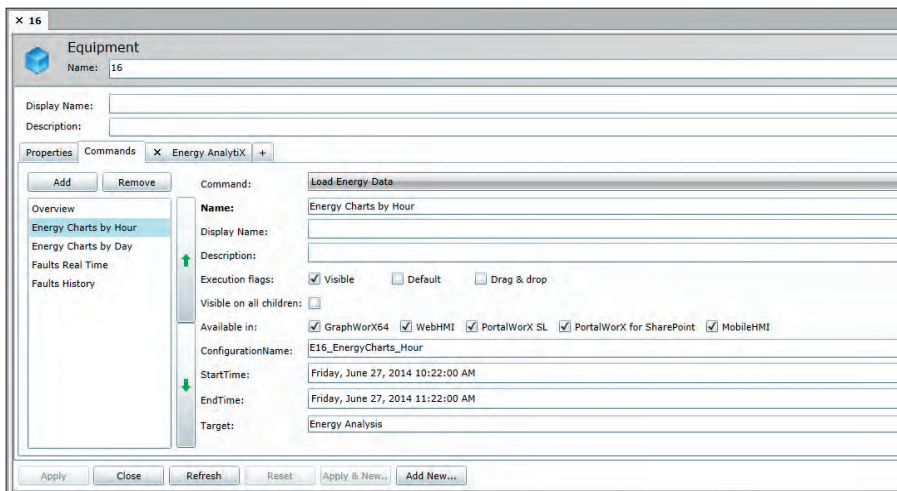 × 16
Equipment
Name: 16
Display Name:
Description:
Properties Commands × Energy AnalytiX +
Add Remove
Overview
Energy Charts by Hour
Energy Charts by Day
Faults Real Time
Faults History
Command: Load Energy Data
Name: Energy Charts by Hour
Display Name:
Description:
Execution flags: Visible Default Drag & drop
Visible on all children:
Available in: GraphWorX64 WebHMI PortalWorX SL PortalWorX for SharePoint MobileHMI
ConfigurationName: E16_EnergyCharts_Hour
StartTime: Friday, June 27, 2014 10:22:00 AM
EndTime: Friday, June 27, 2014 11:22:00 AM
Target: Energy Analysis
Apply Close Refresh Reset Apply & New.. Add New...